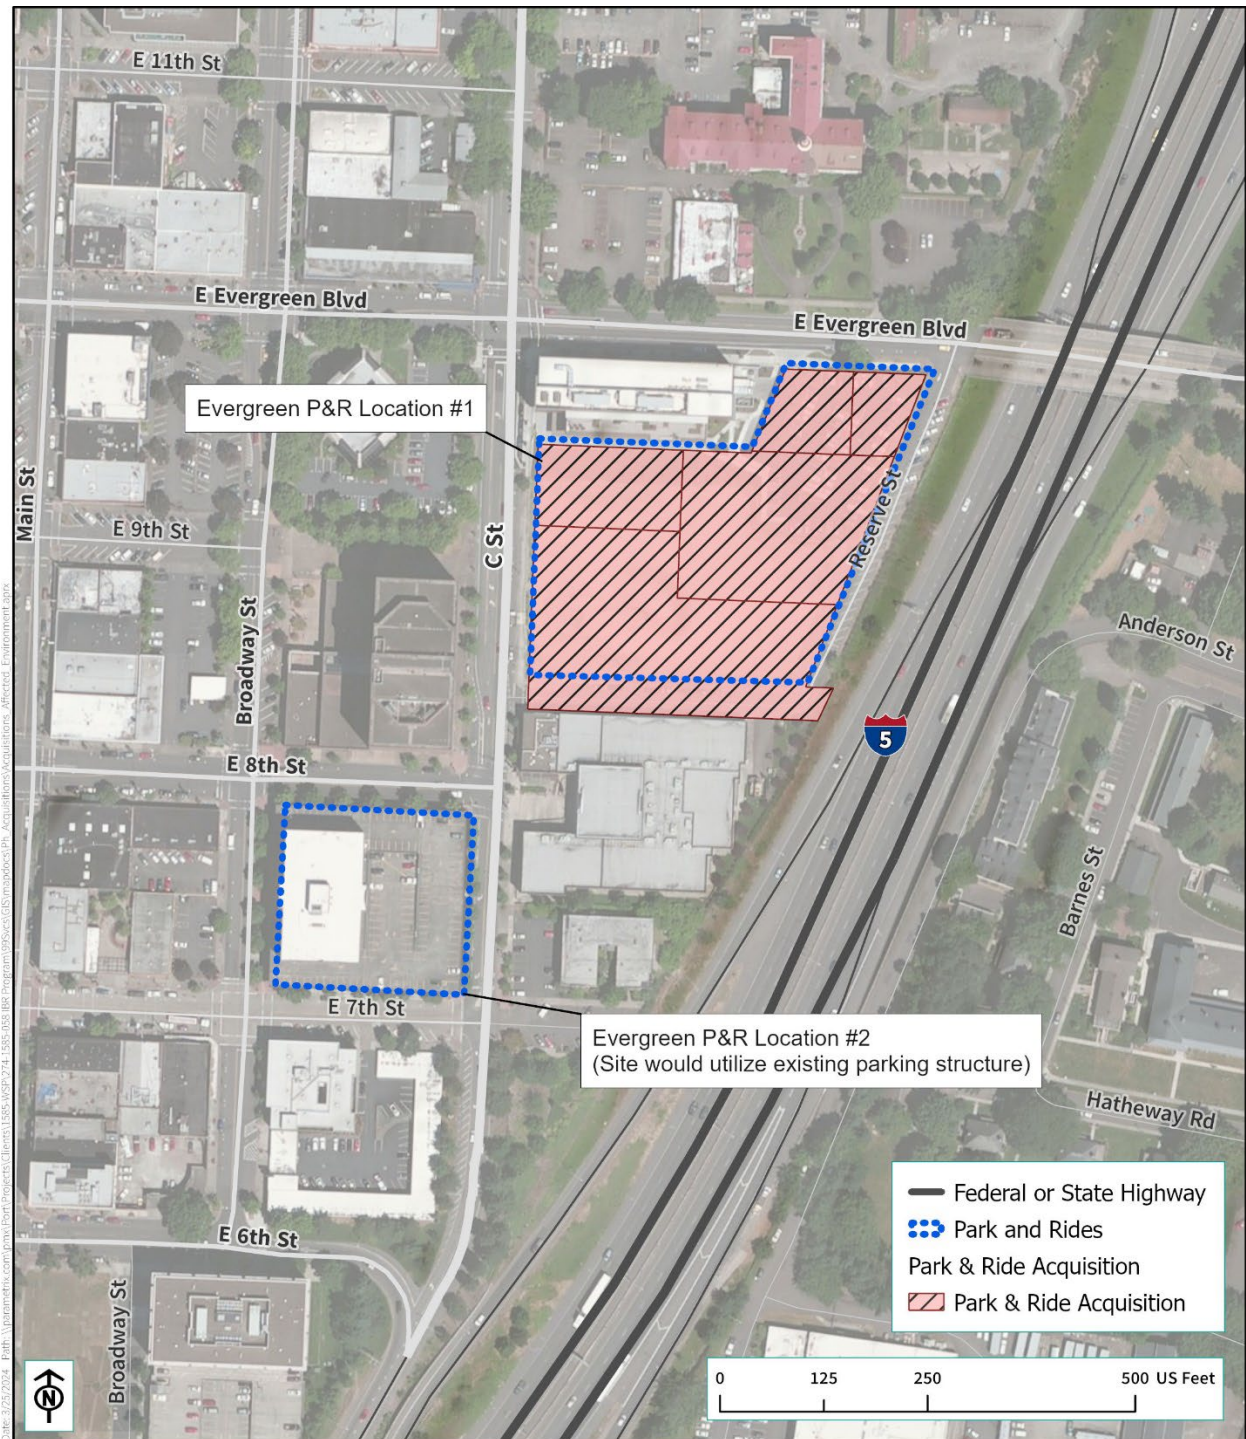 E 11th St
E Evergreen Blvd
E Evergreen Blvd
Evergreen P&R Location #1
Main St
E 9th St
C St
Reserve St
Broadway St
Anderson St
5
E 8th St
Barnes St
E 7th St
Evergreen P&R Location #2
(Site would utilize existing parking structure)
Hatheway Rd
E 6th St
Broadway St
Federal or State Highway
Park and Rides
Park & Ride Acquisition
Park & Ride Acquisition
N
0 125 250 500 US Feet